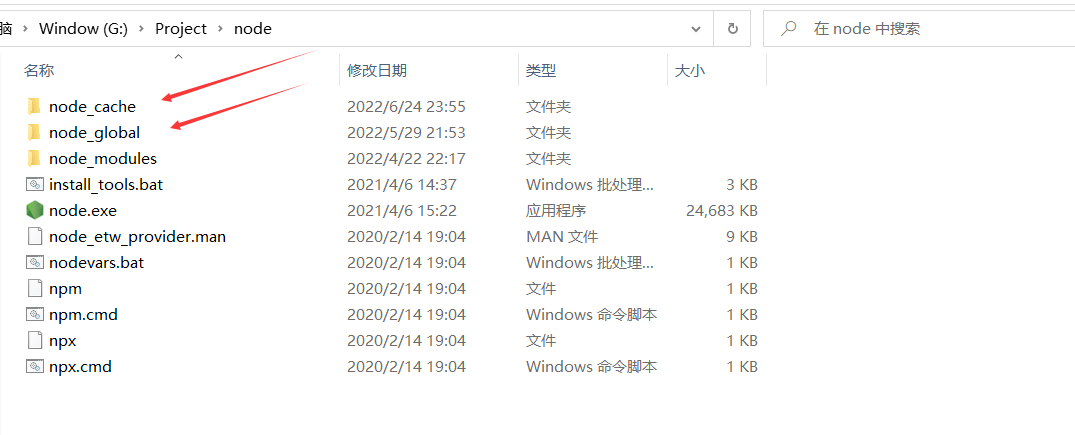 脑 › Window (G:) › Project › node 在 node 中搜索
名称 修改日期 类型 大小
node_cache 2022/6/24 23:55 文件夹
node_global 2022/5/29 21:53 文件夹
node_modules 2022/4/22 22:17 文件夹
install_tools.bat 2021/4/6 14:37 Windows 批处理... 3 KB
node.exe 2021/4/6 15:22 应用程序 24,683 KB
node_etw_provider.man 2020/2/14 19:04 MAN 文件 9 KB
nodevars.bat 2020/2/14 19:04 Windows 批处理... 1 KB
npm 2020/2/14 19:04 文件 1 KB
npm.cmd 2020/2/14 19:04 Windows 命令脚本 1 KB
npx 2020/2/14 19:04 文件 1 KB
npx.cmd 2020/2/14 19:04 Windows 命令脚本 1 KB